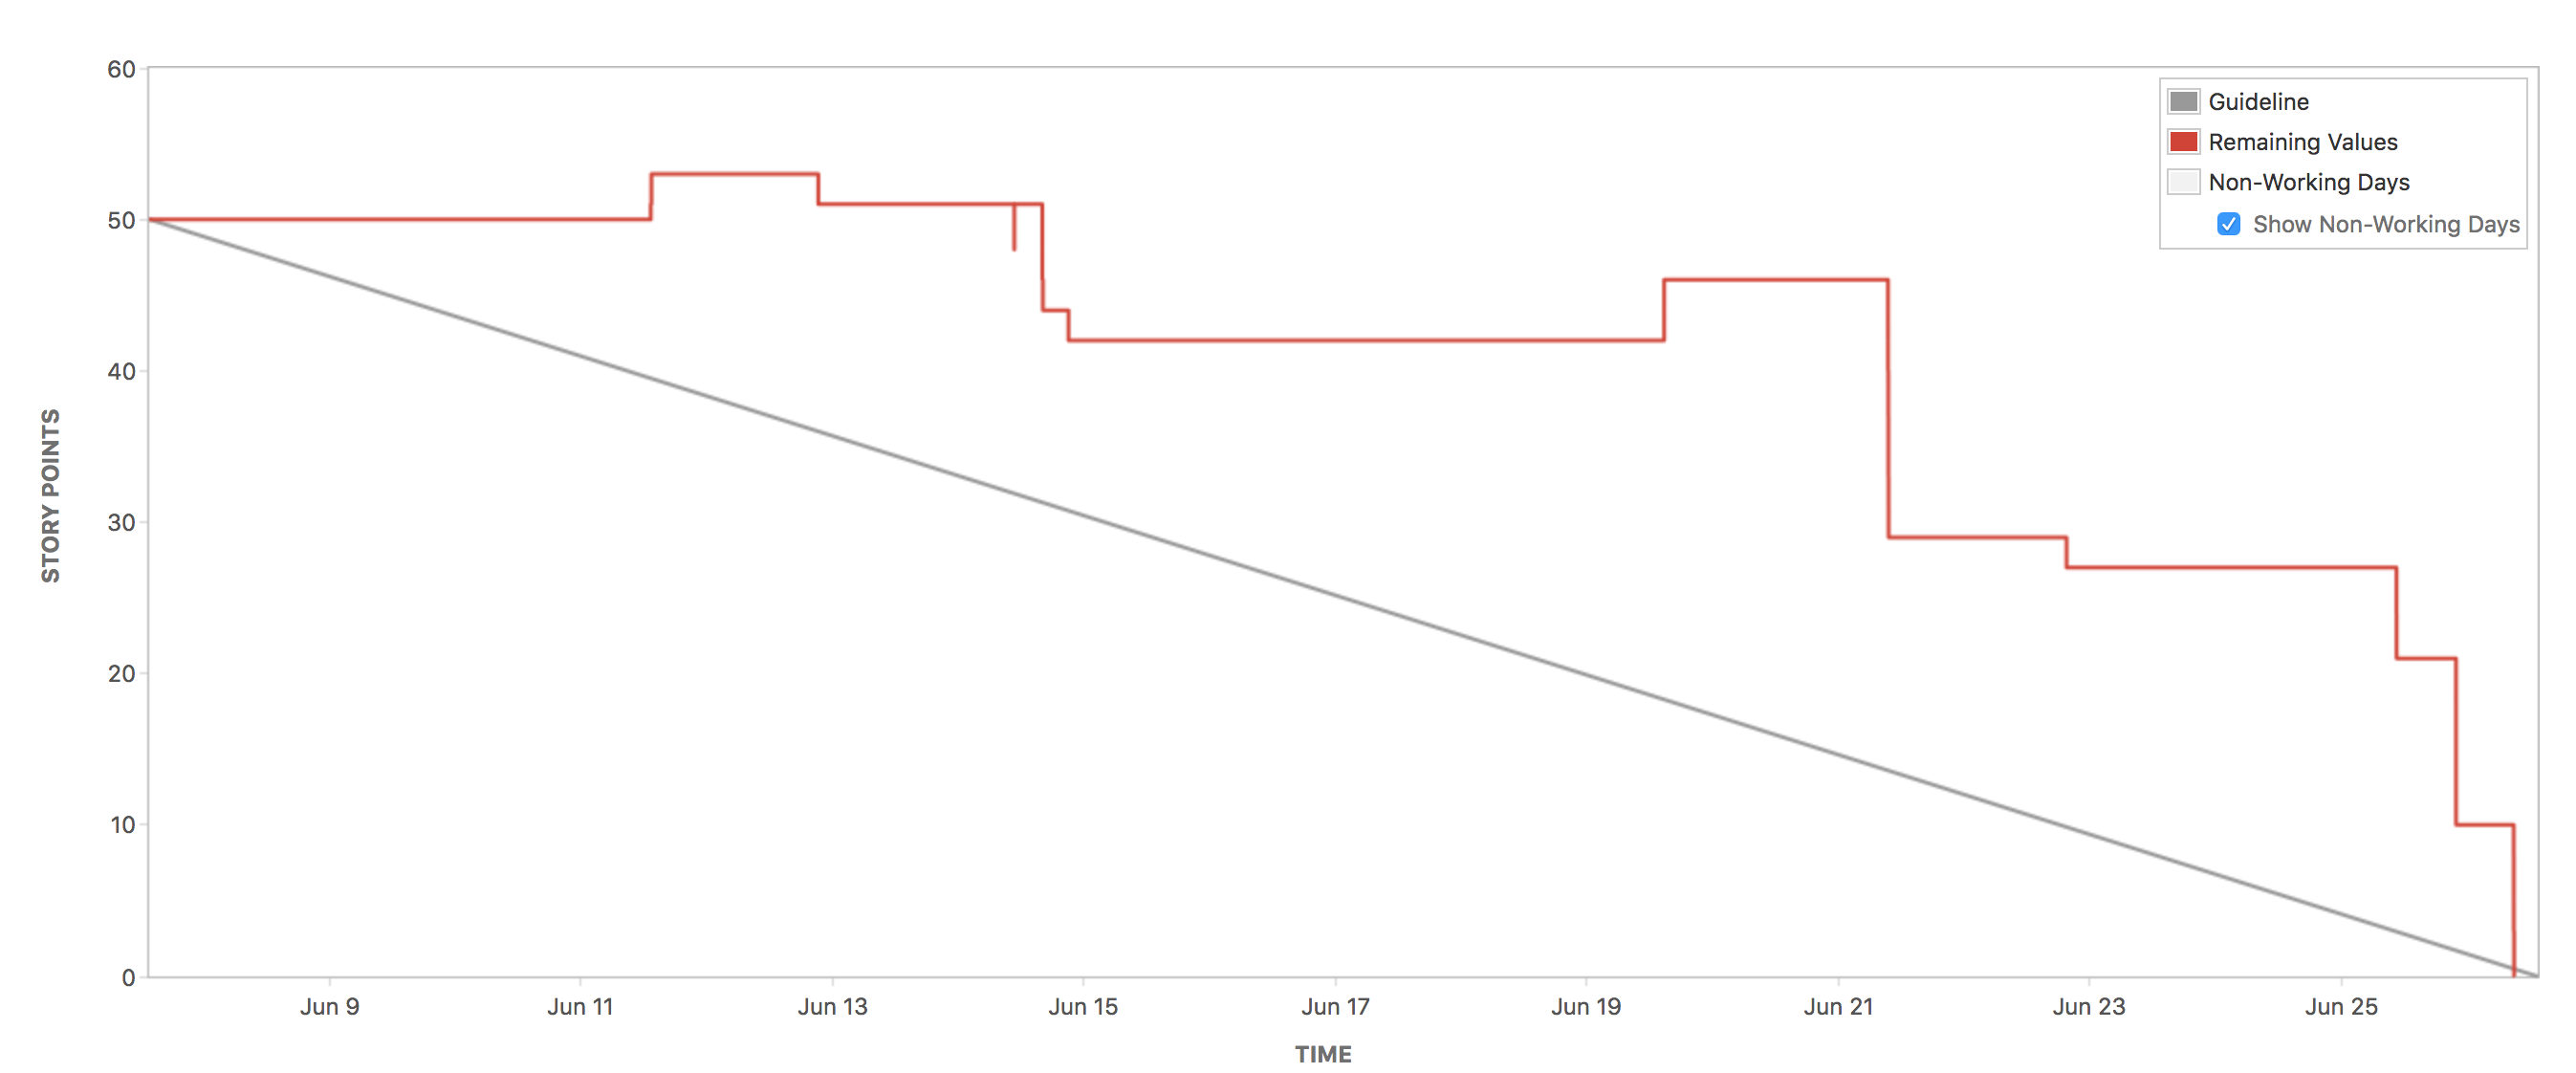 60
50
40
30
20
10
0
STORY POINTS
Guideline
Remaining Values
Non-Working Days
Show Non-Working Days
Jun 9 Jun 11 Jun 13 Jun 15 Jun 17 Jun 19 Jun 21 Jun 23 Jun 25
TIME